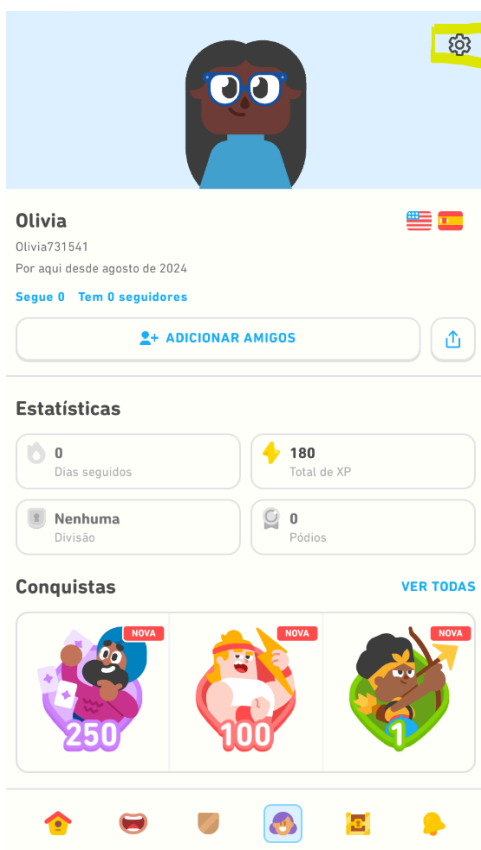 Olivia
Olivia731541
Por aqui desde agosto de 2024
Segue 0 Tem 0 seguidores
ADICIONAR AMIGOS
Estatísticas
0
Dias seguidos
180
Total de XP
Nenhuma
Divisão
0
Pódios
Conquistas
VER TODAS
NOVA
NOVA
NOVA
250
100
1